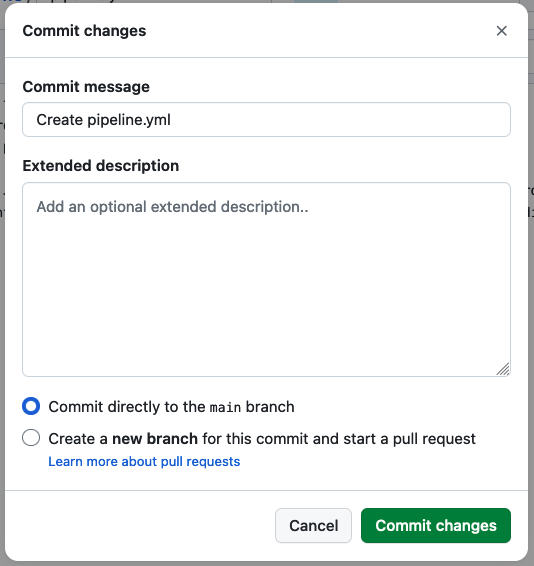 Commit changes
Commit message
Create pipeline.yml
Extended description
Add an optional extended description..
Commit directly to the main branch
Create a new branch for this commit and start a pull request
Learn more about pull requests
Cancel
Commit changes